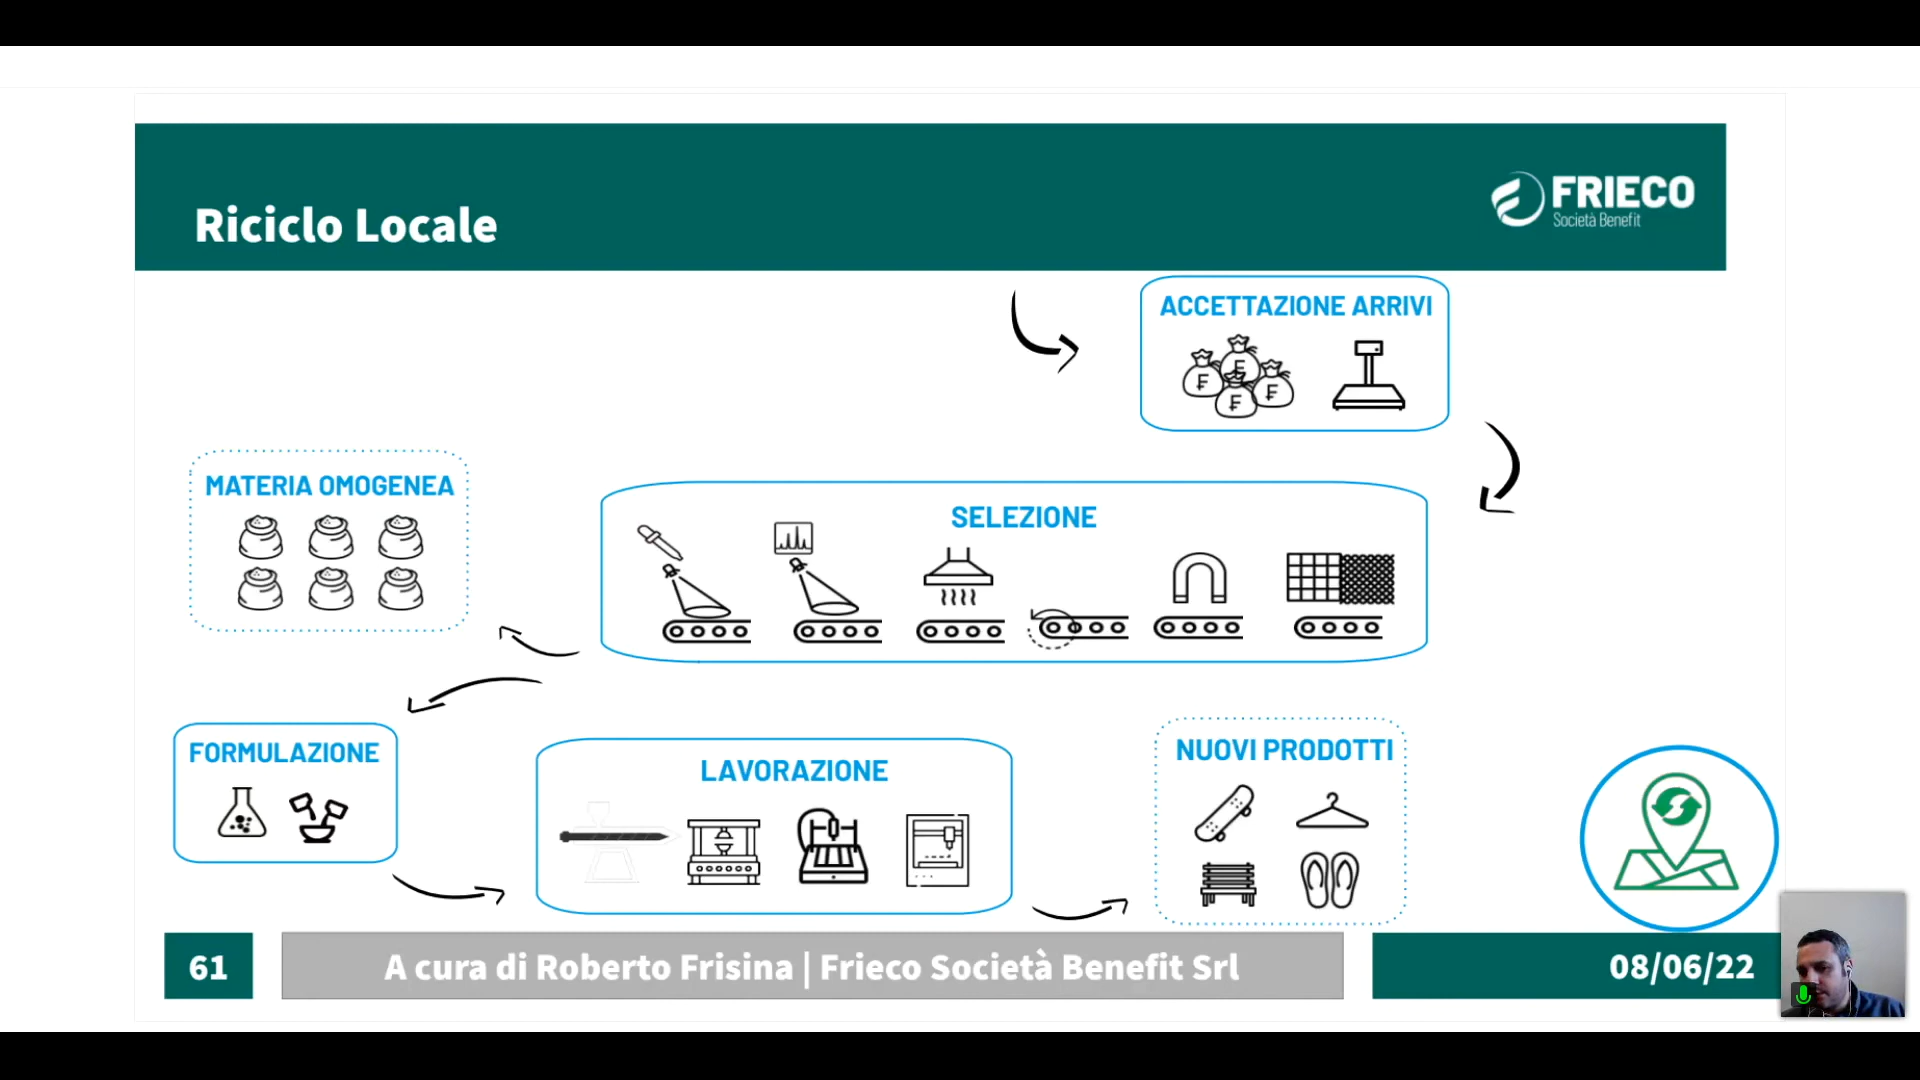 Riciclo Locale
FRIECO
Società Benefit
ACCETTAZIONE ARRIVI
F F F F
MATERIA OMOGENEA
SELEZIONE
FORMULAZIONE
LAVORAZIONE
NUOVI PRODOTTI
61
A cura di Roberto Frisina | Frieco Società Benefit Srl
08/06/22